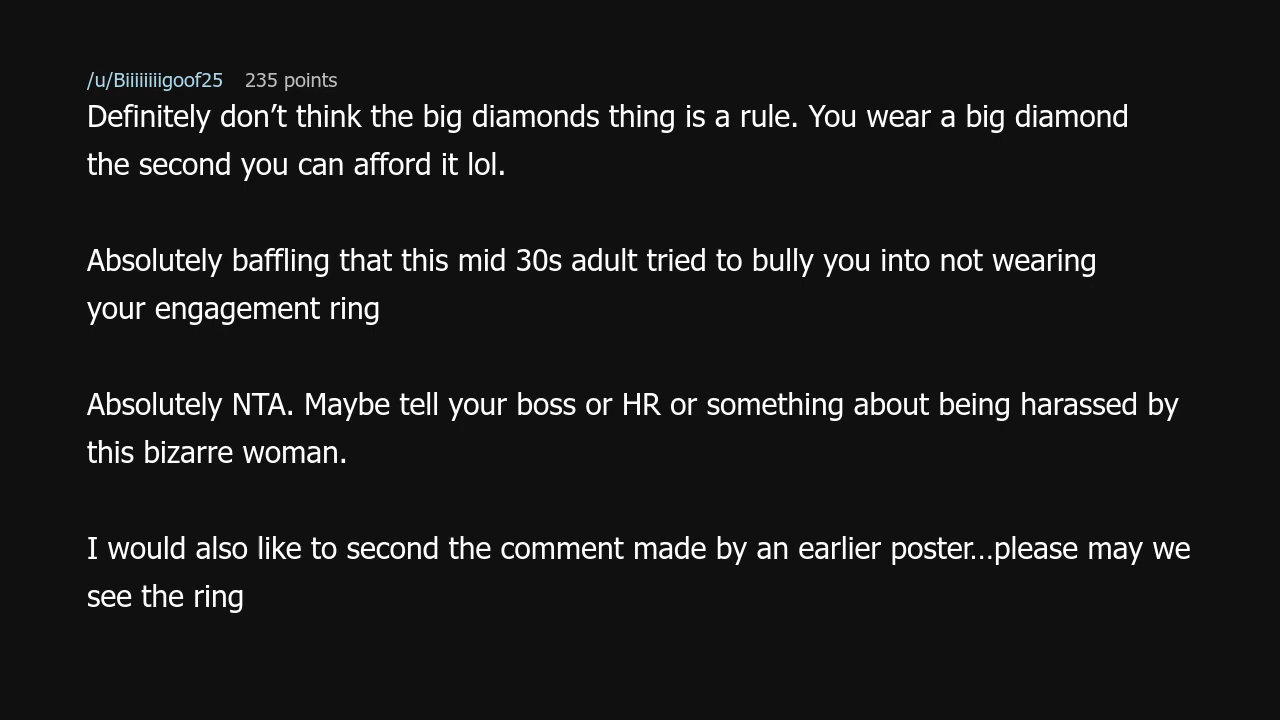 /u/Biiiiiiiigoof25 235 points
Definitely don’t think the big diamonds thing is a rule. You wear a big diamond
the second you can afford it lol.
Absolutely baffling that this mid 30s adult tried to bully you into not wearing
your engagement ring
Absolutely NTA. Maybe tell your boss or HR or something about being harassed by
this bizarre woman.
I would also like to second the comment made by an earlier poster...please may we
see the ring